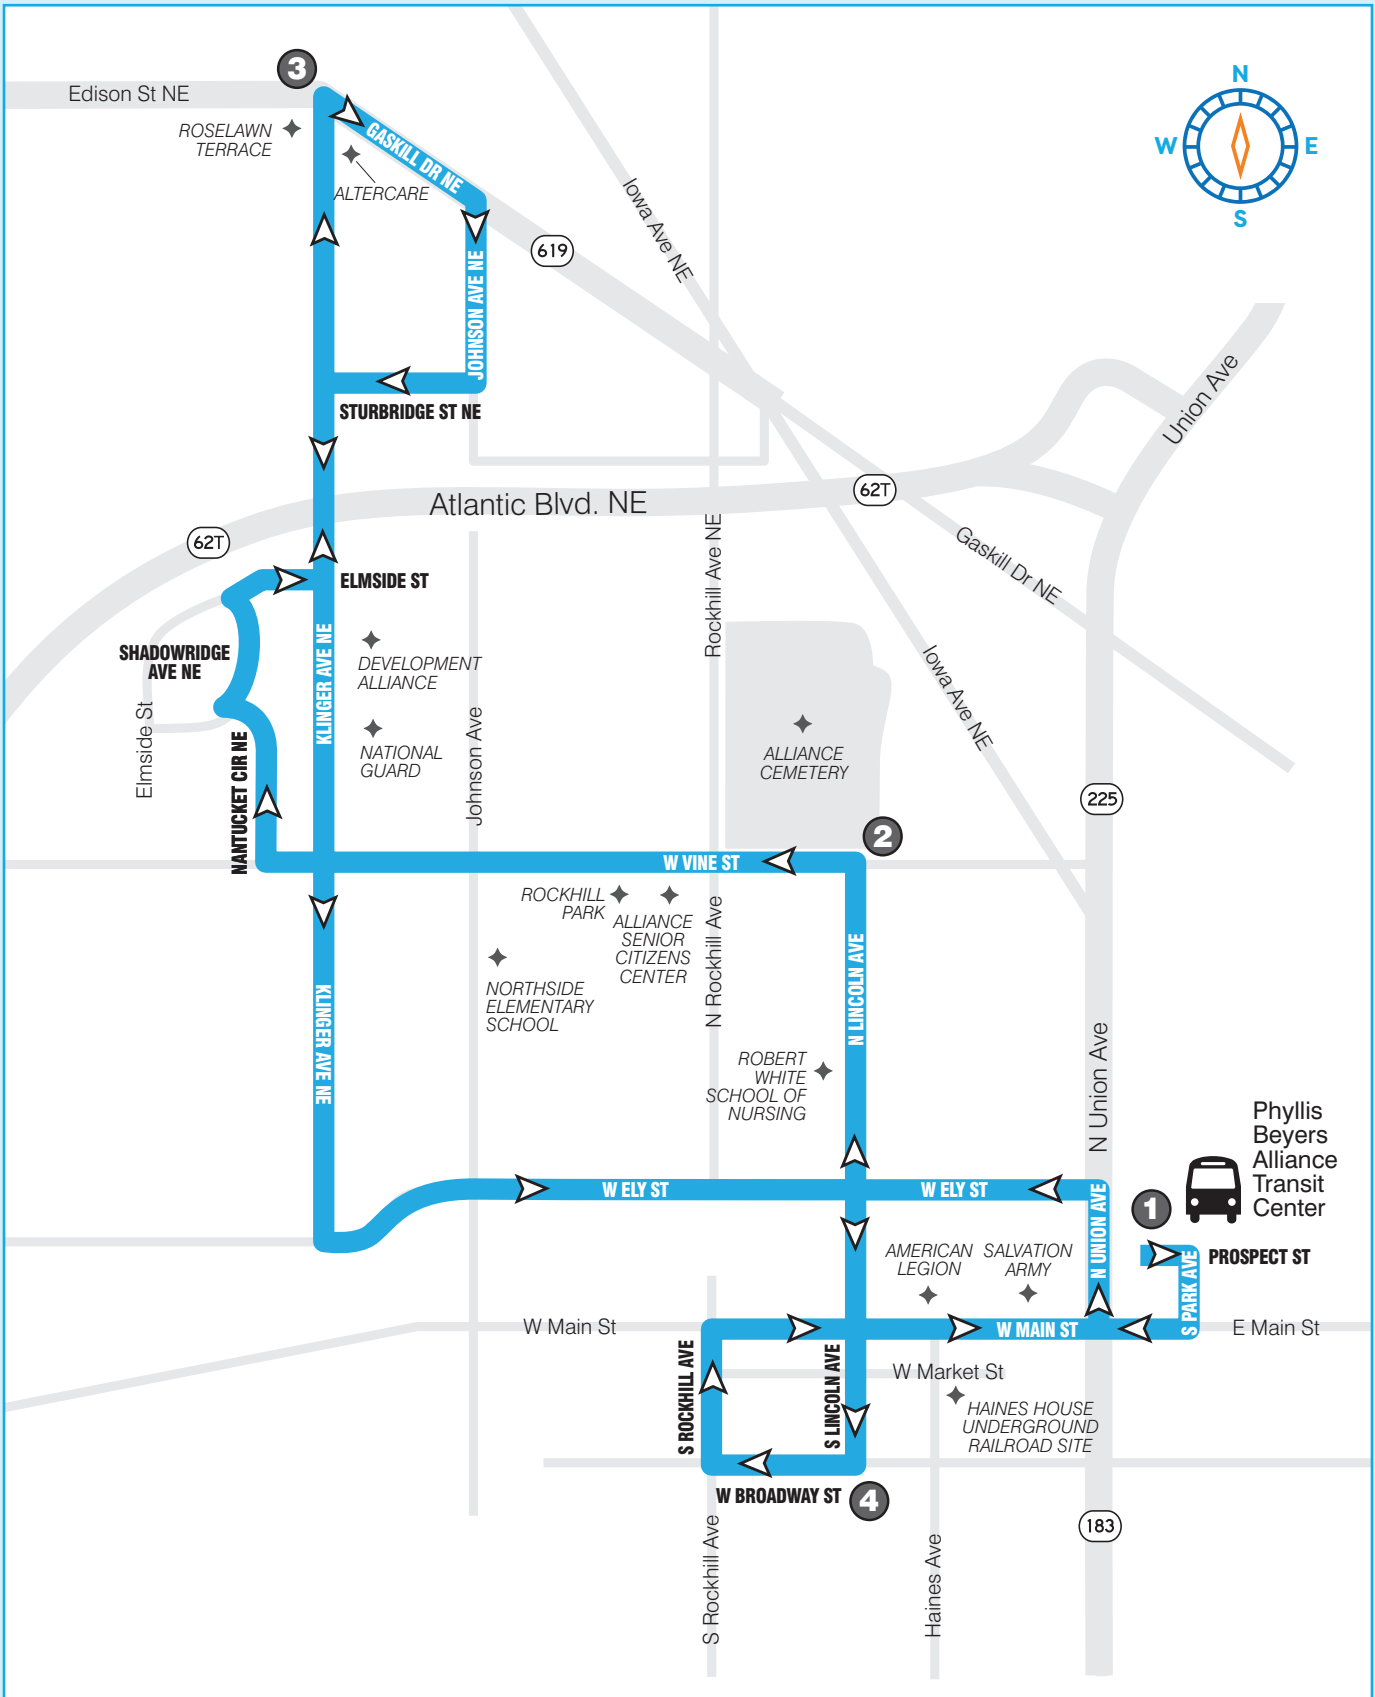 N
W
E
S
3
Edison St NE
ROSELAWN
TERRACE
GASKILL DR NE
ALTERCARE
Iowa Ave NE
619
JOHNSON AVE NE
STURBRIDGE ST NE
Union Ave
Atlantic Blvd. NE
62T
62T
Rockhill Ave NE
Gaskill Dr NE
ELMSIDE ST
SHADOWRIDGE
AVE NE
KLINGER AVE NE
DEVELOPMENT
ALLIANCE
Elmside St
NATIONAL
GUARD
Johnson Ave
NANTUCKET CIR NE
Iowa Ave NE
ALLIANCE
CEMETERY
225
2
W VINE ST
ROCKHILL
PARK
ALLIANCE
SENIOR
CITIZENS
CENTER
N Rockhill Ave
N LINCOLN AVE
NORTHSIDE
ELEMENTARY
SCHOOL
KLINGER AVE NE
ROBERT
WHITE
SCHOOL OF
NURSING
N Union Ave
Phyllis
Beyers
Alliance
Transit
Center
W ELY ST
W ELY ST
1
N UNION AVE
PROSPECT ST
S PARK AVE
AMERICAN
LEGION
SALVATION
ARMY
W Main St
W MAIN ST
E Main St
S ROCKHILL AVE
S LINCOLN AVE
W Market St
HAINES HOUSE
UNDERGROUND
RAILROAD SITE
W BROADWAY ST
4
183
S Rockhill Ave
Haines Ave